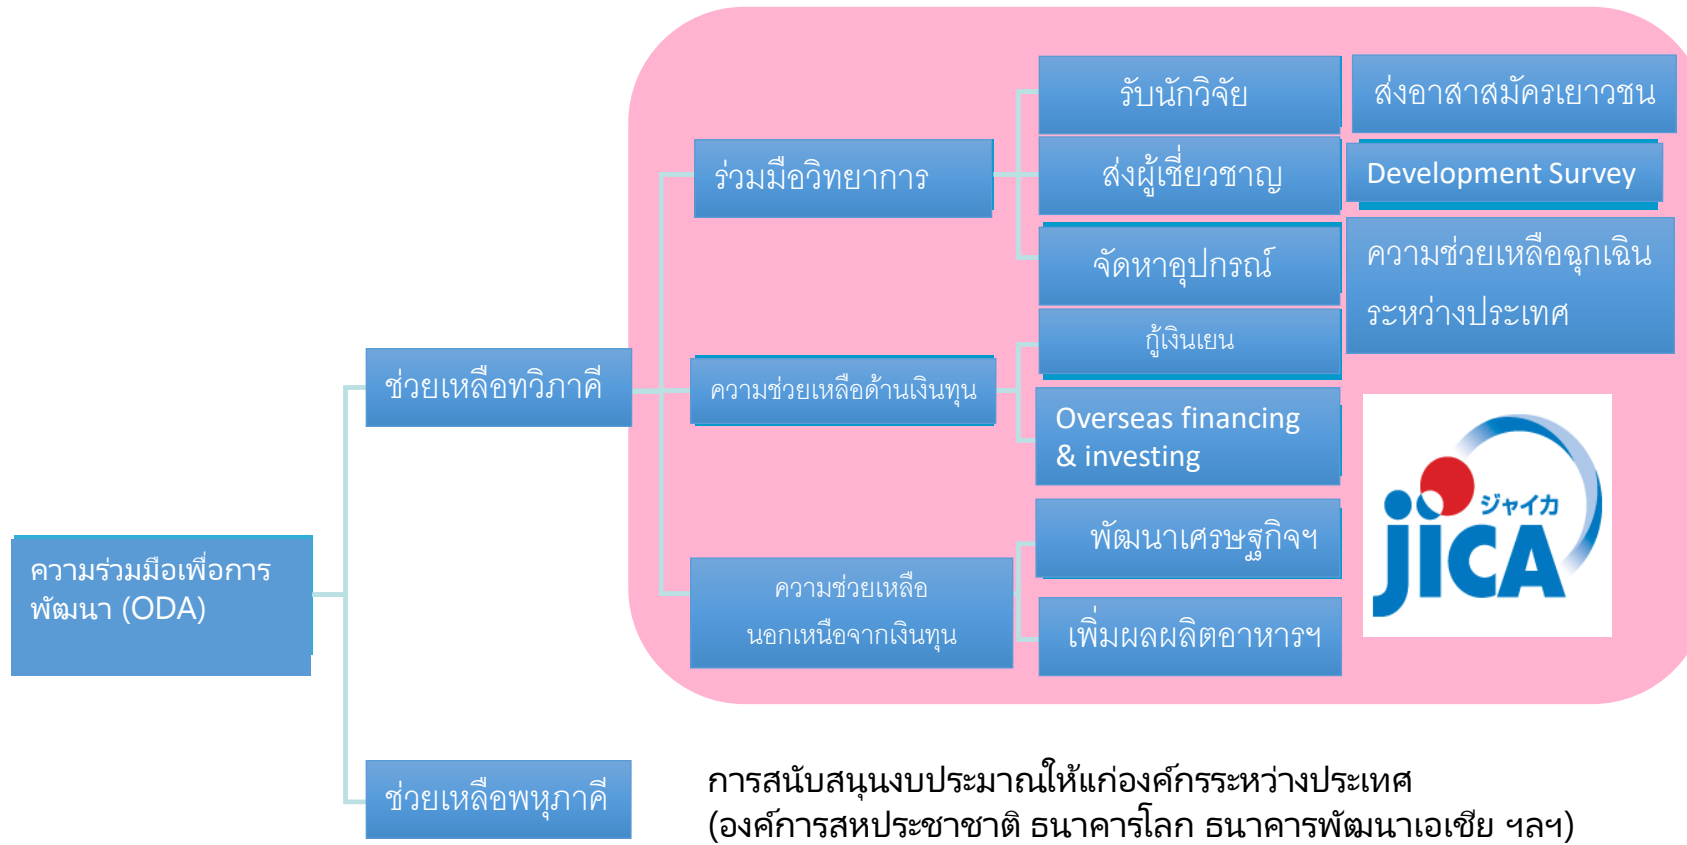 รับนักวิจัย
ส่งอาสาสมัครเยาวชน
ร่วมมือวิทยาการ
ส่งผู้เชี่ยวชาญ
Development Survey
จัดหาอุปกรณ์
ความช่วยเหลือฉุกเฉิน
ระหว่างประเทศ
กู้เงินเยน
ช่วยเหลือทวิภาคี
ความช่วยเหลือด้านเงินทุน
Overseas financing
& investing
ジャイカ
JICA
พัฒนาเศรษฐกิจฯ
ความร่วมมือเพื่อการ
พัฒนา (ODA)
ความช่วยเหลือ
นอกเหนือจากเงินทุน
เพิ่มผลผลิตอาหารฯ
ช่วยเหลือพหุภาคี
การสนับสนุนงบประมาณให้แก่องค์กรระหว่างประเทศ
(องค์การสหประชาชาติ ธนาคารโลก ธนาคารพัฒนาเอเซีย ฯลฯ)